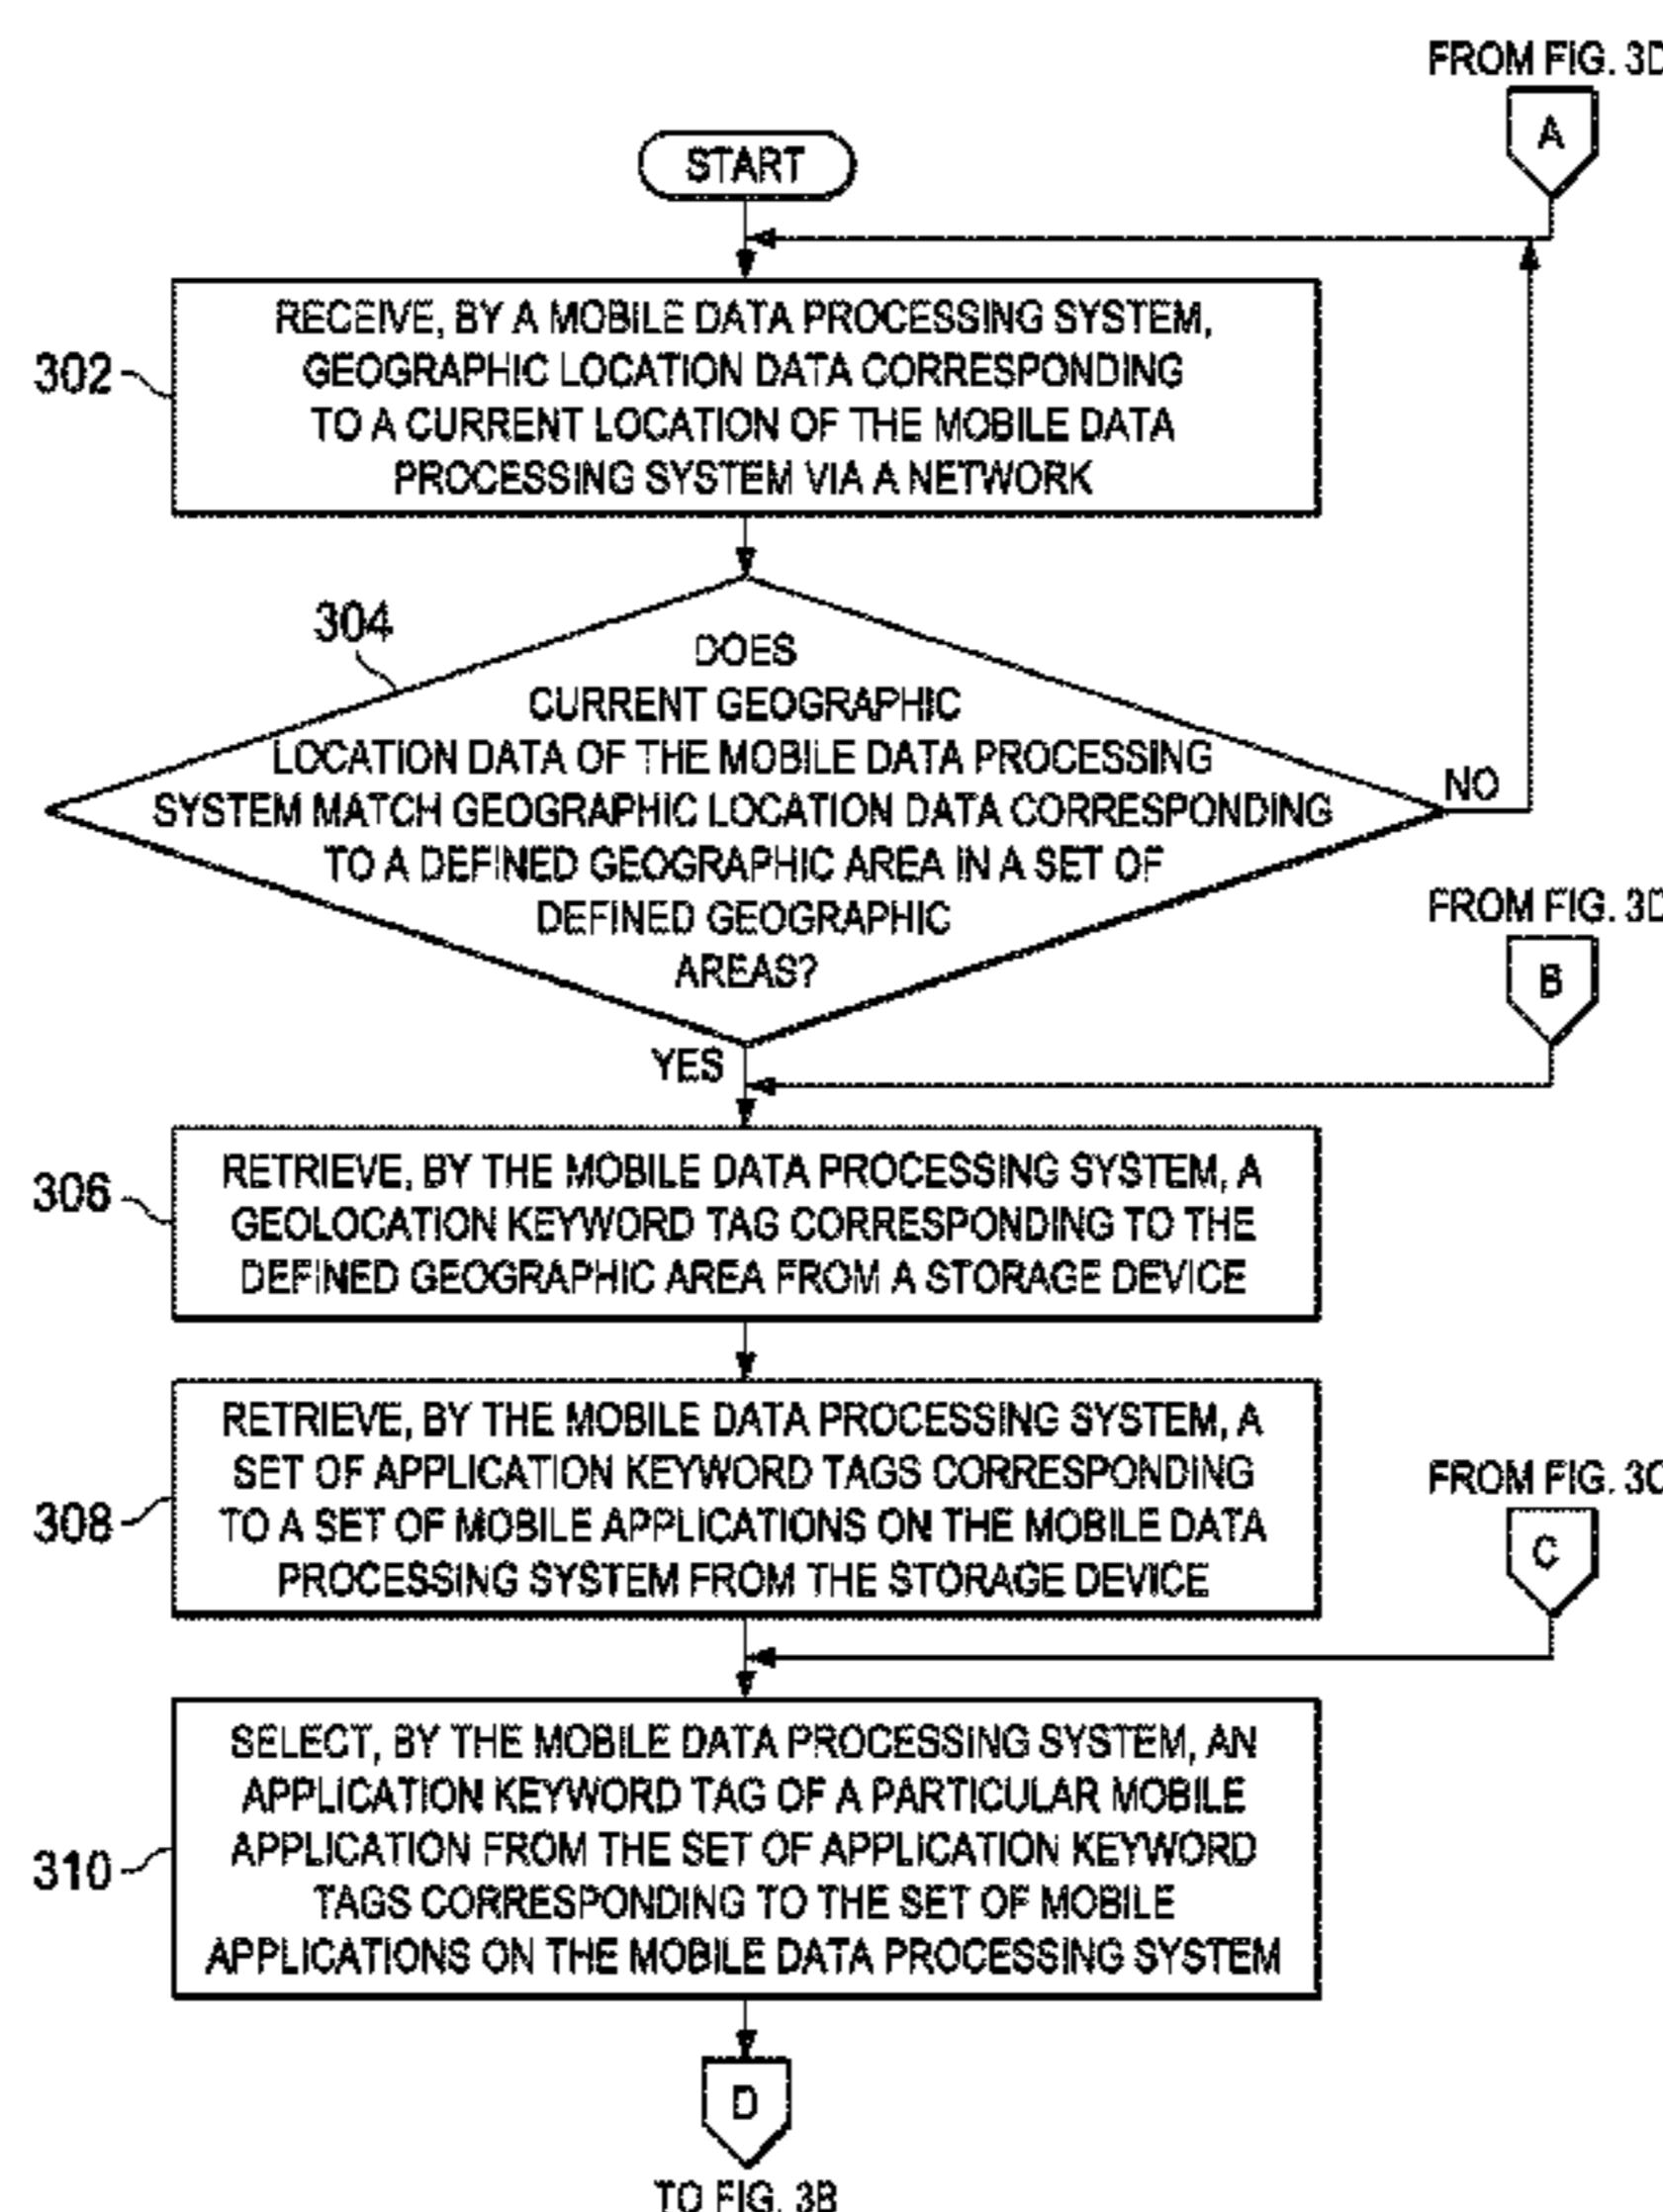 FROM FIG. 3D
A
START
302
RECEIVE, BY A MOBILE DATA PROCESSING SYSTEM,
GEOGRAPHIC LOCATION DATA CORRESPONDING
TO A CURRENT LOCATION OF THE MOBILE DATA
PROCESSING SYSTEM VIA A NETWORK
304
DOES
CURRENT GEOGRAPHIC
LOCATION DATA OF THE MOBILE DATA PROCESSING
SYSTEM MATCH GEOGRAPHIC LOCATION DATA CORRESPONDING
TO A DEFINED GEOGRAPHIC AREA IN A SET OF
DEFINED GEOGRAPHIC
AREAS?
NO
FROM FIG. 3D
B
YES
306
RETRIEVE, BY THE MOBILE DATA PROCESSING SYSTEM, A
GEOLOCATION KEYWORD TAG CORRESPONDING TO THE
DEFINED GEOGRAPHIC AREA FROM A STORAGE DEVICE
308
RETRIEVE, BY THE MOBILE DATA PROCESSING SYSTEM, A
SET OF APPLICATION KEYWORD TAGS CORRESPONDING
TO A SET OF MOBILE APPLICATIONS ON THE MOBILE DATA
PROCESSING SYSTEM FROM THE STORAGE DEVICE
FROM FIG. 3C
C
310
SELECT, BY THE MOBILE DATA PROCESSING SYSTEM, AN
APPLICATION KEYWORD TAG OF A PARTICULAR MOBILE
APPLICATION FROM THE SET OF APPLICATION KEYWORD
TAGS CORRESPONDING TO THE SET OF MOBILE
APPLICATIONS ON THE MOBILE DATA PROCESSING SYSTEM
D
TO FIG. 3B